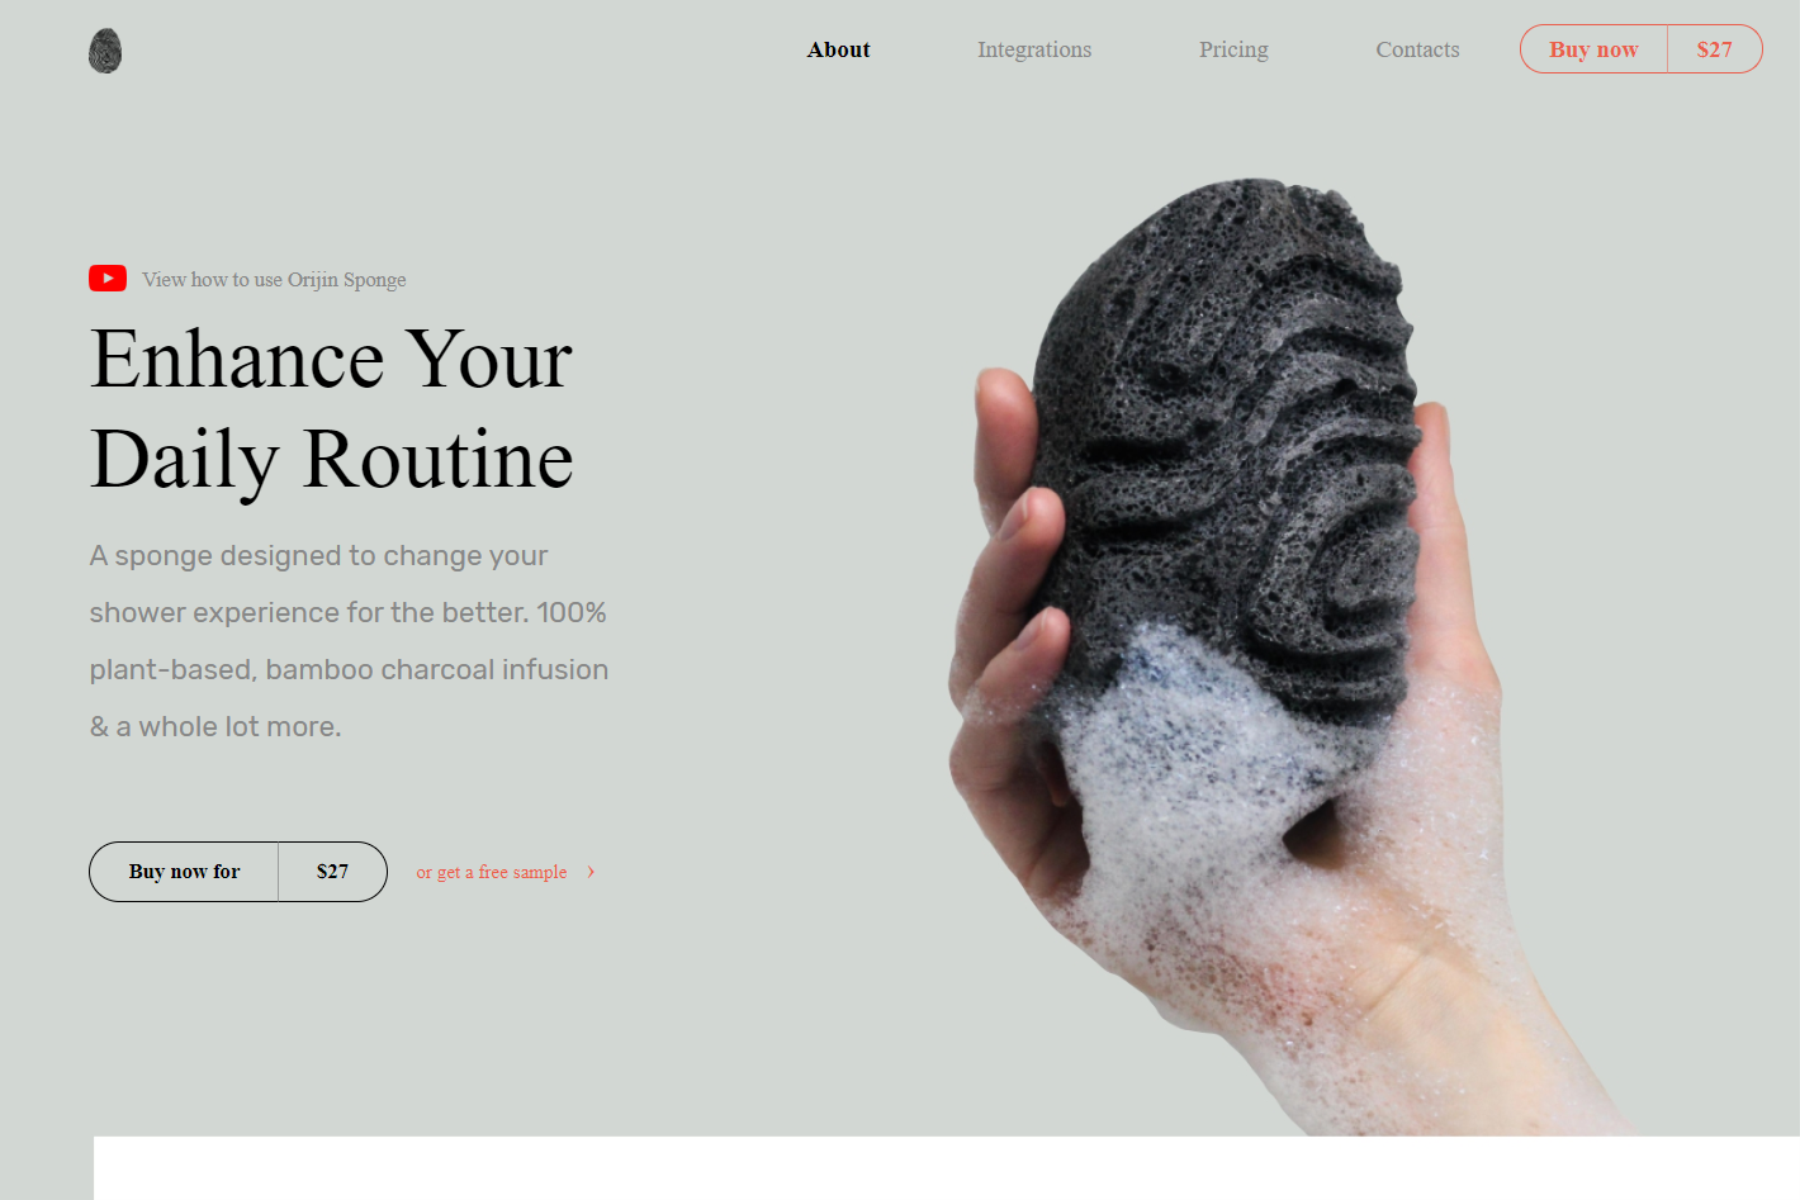 About
Integrations
Pricing
Contacts
Buy now
$27
View how to use Orijin Sponge
Enhance Your
Daily Routine
A sponge designed to change your
shower experience for the better. 100%
plant-based, bamboo charcoal infusion
& a whole lot more.
Buy now for
$27
or get a free sample